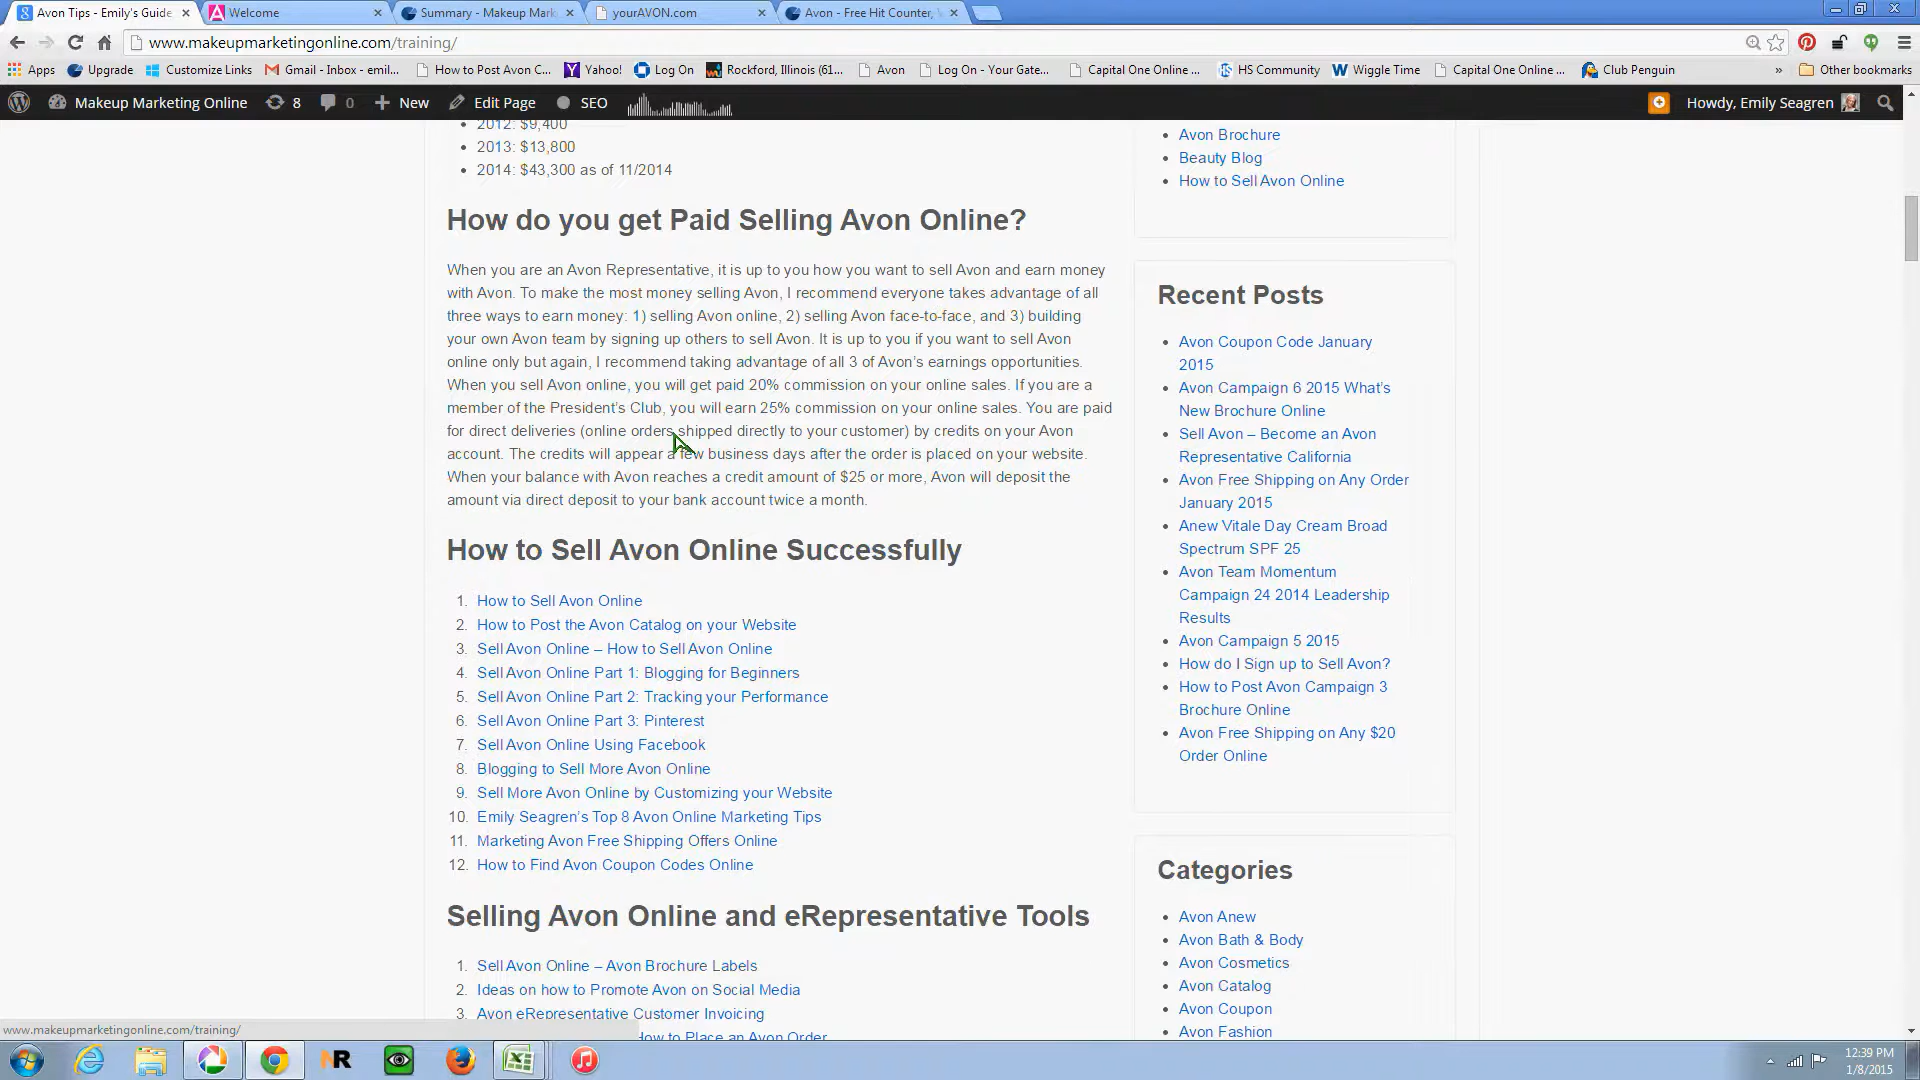 Avon Tips - Emily's Guide
Welcome
Summary - Makeup Mark
yourAVON.com
Avon - Free Hit Counter,
www.makeupmarketingonline.com/training/
Apps
Upgrade
Customize Links
Gmail - Inbox - emil...
How to Post Avon C...
Yahoo!
Log On
Rockford, Illinois (61...
Avon
Log On - Your Gate...
Capital One Online ...
HS Community
Wiggle Time
Capital One Online ...
Club Penguin
»
Other bookmarks
Makeup Marketing Online
8
0
New
Edit Page
SEO
Howdy, Emily Seagren
2012: $9,400
2013: $13,800
2014: $43,300 as of 11/2014
How do you get Paid Selling Avon Online?
When you are an Avon Representative, it is up to you how you want to sell Avon and earn money
with Avon. To make the most money selling Avon, I recommend everyone takes advantage of all
three ways to earn money: 1) selling Avon online, 2) selling Avon face-to-face, and 3) building
your own Avon team by signing up others to sell Avon. It is up to you if you want to sell Avon
online only but again, I recommend taking advantage of all 3 of Avon's earnings opportunities.
When you sell Avon online, you will get paid 20% commission on your online sales. If you are a
member of the President's Club, you will earn 25% commission on your online sales. You are paid
for direct deliveries (online orders shipped directly to your customer) by credits on your Avon
account. The credits will appear a few business days after the order is placed on your website.
When your balance with Avon reaches a credit amount of $25 or more, Avon will deposit the
amount via direct deposit to your bank account twice a month.
How to Sell Avon Online Successfully
1. How to Sell Avon Online
2. How to Post the Avon Catalog on your Website
3. Sell Avon Online – How to Sell Avon Online
4. Sell Avon Online Part 1: Blogging for Beginners
5. Sell Avon Online Part 2: Tracking your Performance
6. Sell Avon Online Part 3: Pinterest
7. Sell Avon Online Using Facebook
8. Blogging to Sell More Avon Online
9. Sell More Avon Online by Customizing your Website
10. Emily Seagren's Top 8 Avon Online Marketing Tips
11. Marketing Avon Free Shipping Offers Online
12. How to Find Avon Coupon Codes Online
Selling Avon Online and eRepresentative Tools
1. Sell Avon Online – Avon Brochure Labels
2. Ideas on how to Promote Avon on Social Media
3. Avon eRepresentative Customer Invoicing
How to Place an Avon Order
Avon Brochure
Beauty Blog
How to Sell Avon Online
Recent Posts
Avon Coupon Code January
2015
Avon Campaign 6 2015 What's
New Brochure Online
Sell Avon – Become an Avon
Representative California
Avon Free Shipping on Any Order
January 2015
Anew Vitale Day Cream Broad
Spectrum SPF 25
Avon Team Momentum
Campaign 24 2014 Leadership
Results
Avon Campaign 5 2015
How do I Sign up to Sell Avon?
How to Post Avon Campaign 3
Brochure Online
Avon Free Shipping on Any $20
Order Online
Categories
Avon Anew
Avon Bath & Body
Avon Cosmetics
Avon Catalog
Avon Coupon
Avon Fashion
www.makeupmarketingonline.com/training/
12:39 PM
1/8/2015